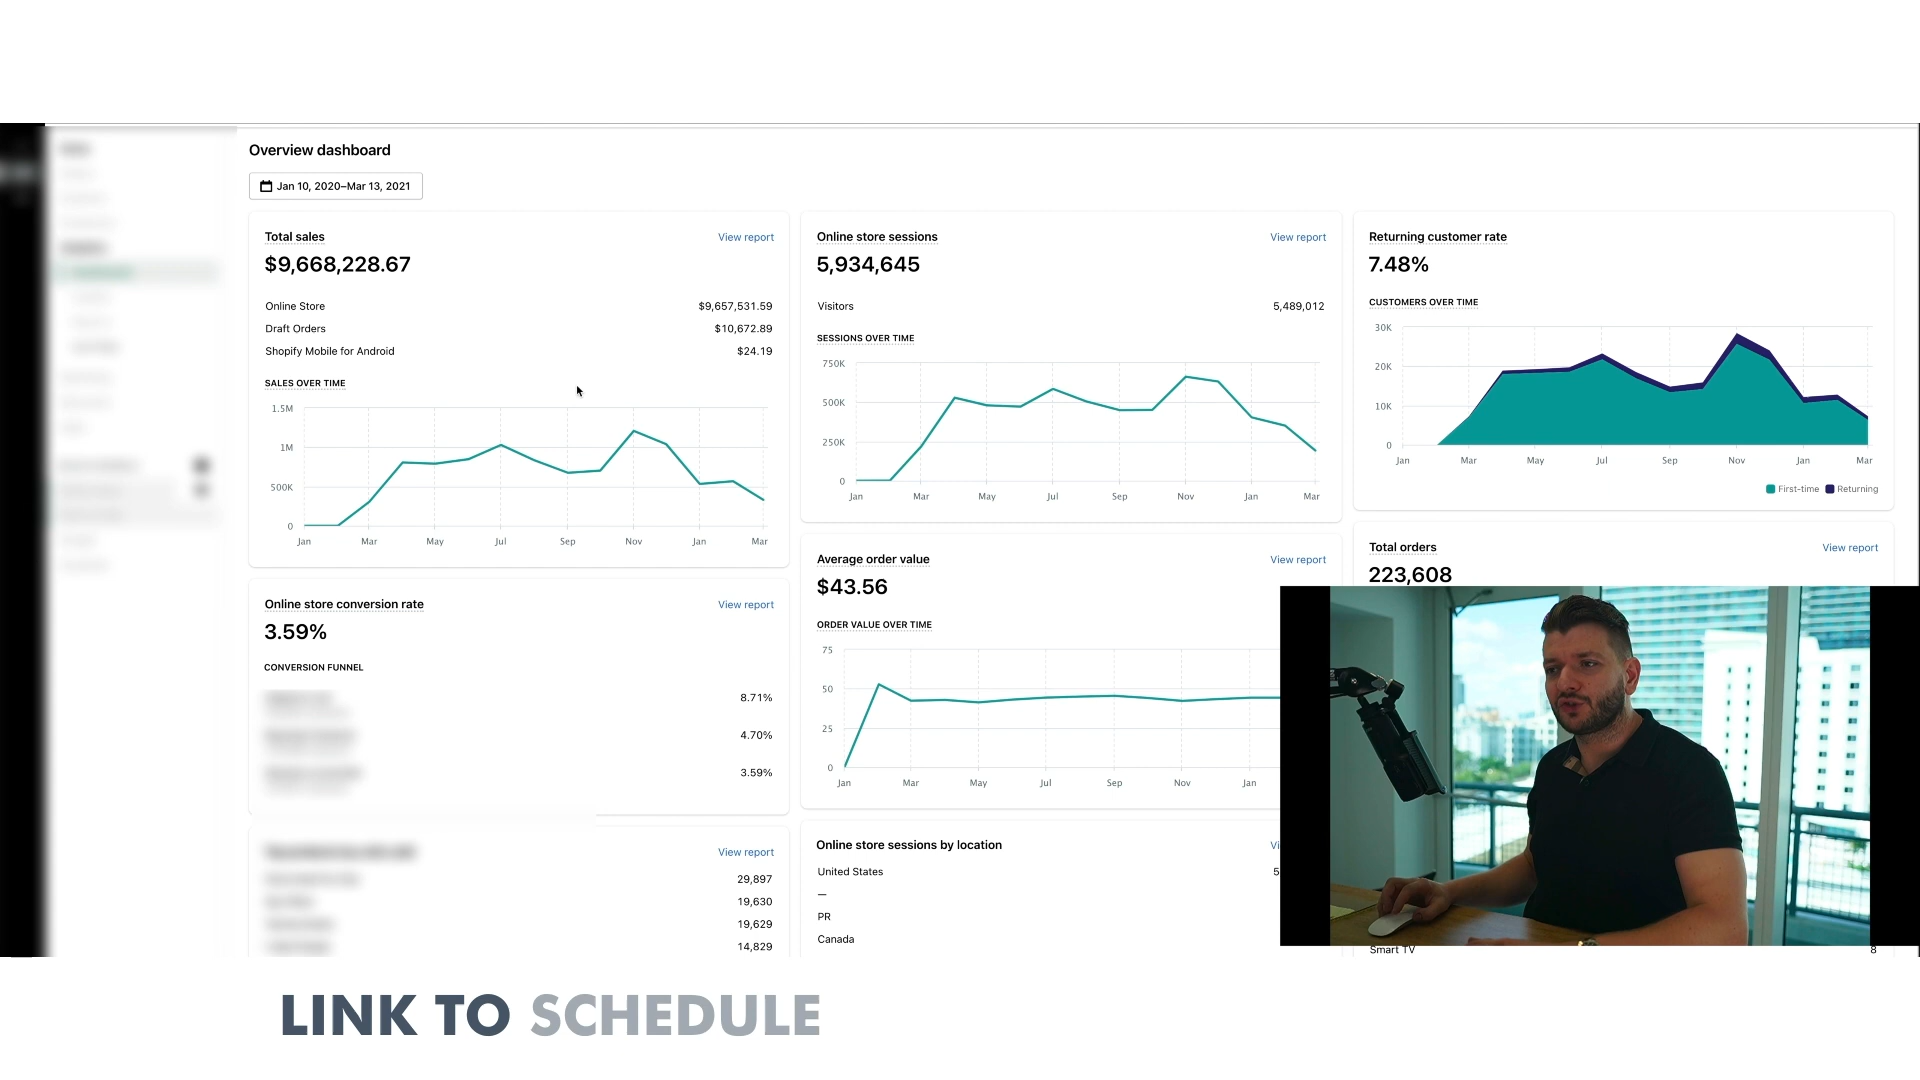 Overview dashboard
Jan 10, 2020–Mar 13, 2021
Total sales
View report
$9,668,228.67
Online Store $9,657,531.59
Draft Orders $10,672.89
Shopify Mobile for Android $24.19
SALES OVER TIME
1.5M
1M
500K
0
Jan Mar May Jul Sep Nov Jan Mar
Online store conversion rate
View report
3.59%
CONVERSION FUNNEL
8.71%
4.70%
3.59%
View report
29,897
19,630
19,629
14,829
Online store sessions
View report
5,934,645
Visitors 5,489,012
SESSIONS OVER TIME
750K
500K
250K
0
Jan Mar May Jul Sep Nov Jan Mar
Average order value
View report
$43.56
ORDER VALUE OVER TIME
75
50
25
0
Jan Mar May Jul Sep Nov Jan
Online store sessions by location
United States
—
PR
Canada
Returning customer rate
7.48%
CUSTOMERS OVER TIME
30K
20K
10K
0
Jan Mar May Jul Sep Nov Jan Mar
First-time Returning
Total orders
View report
223,608
Smart TV 8
LINK TO SCHEDULE